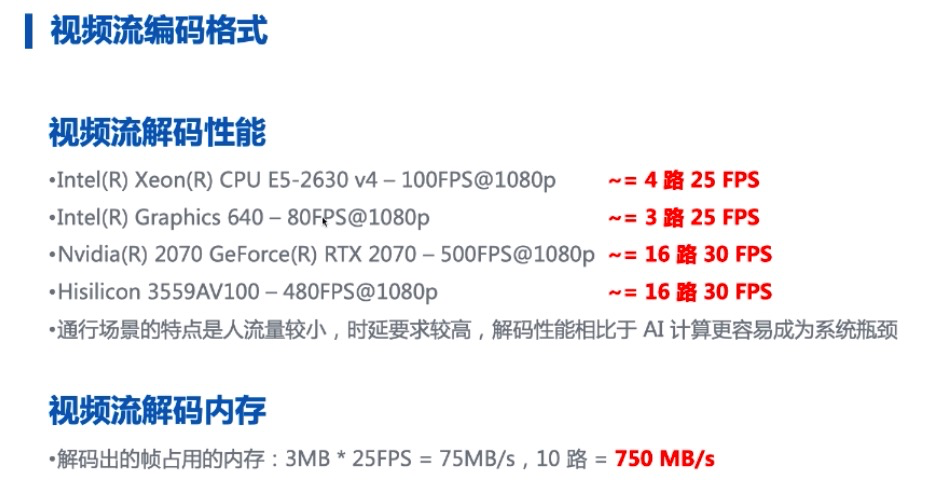 视频流编码格式
视频流解码性能
•Intel(R) Xeon(R) CPU E5-2630 v4 – 100FPS@1080p ~= 4 路 25 FPS
•Intel(R) Graphics 640 – 80FPS@1080p ~= 3 路 25 FPS
•Nvidia(R) 2070 GeForce(R) RTX 2070 – 500FPS@1080p ~= 16 路 30 FPS
•Hisilicon 3559AV100 – 480FPS@1080p ~= 16 路 30 FPS
•通行场景的特点是人流量较小，时延要求较高，解码性能相比于 AI 计算更容易成为系统瓶颈
视频流解码内存
•解码出的帧占用的内存：3MB * 25FPS = 75MB/s，10 路 = 750 MB/s